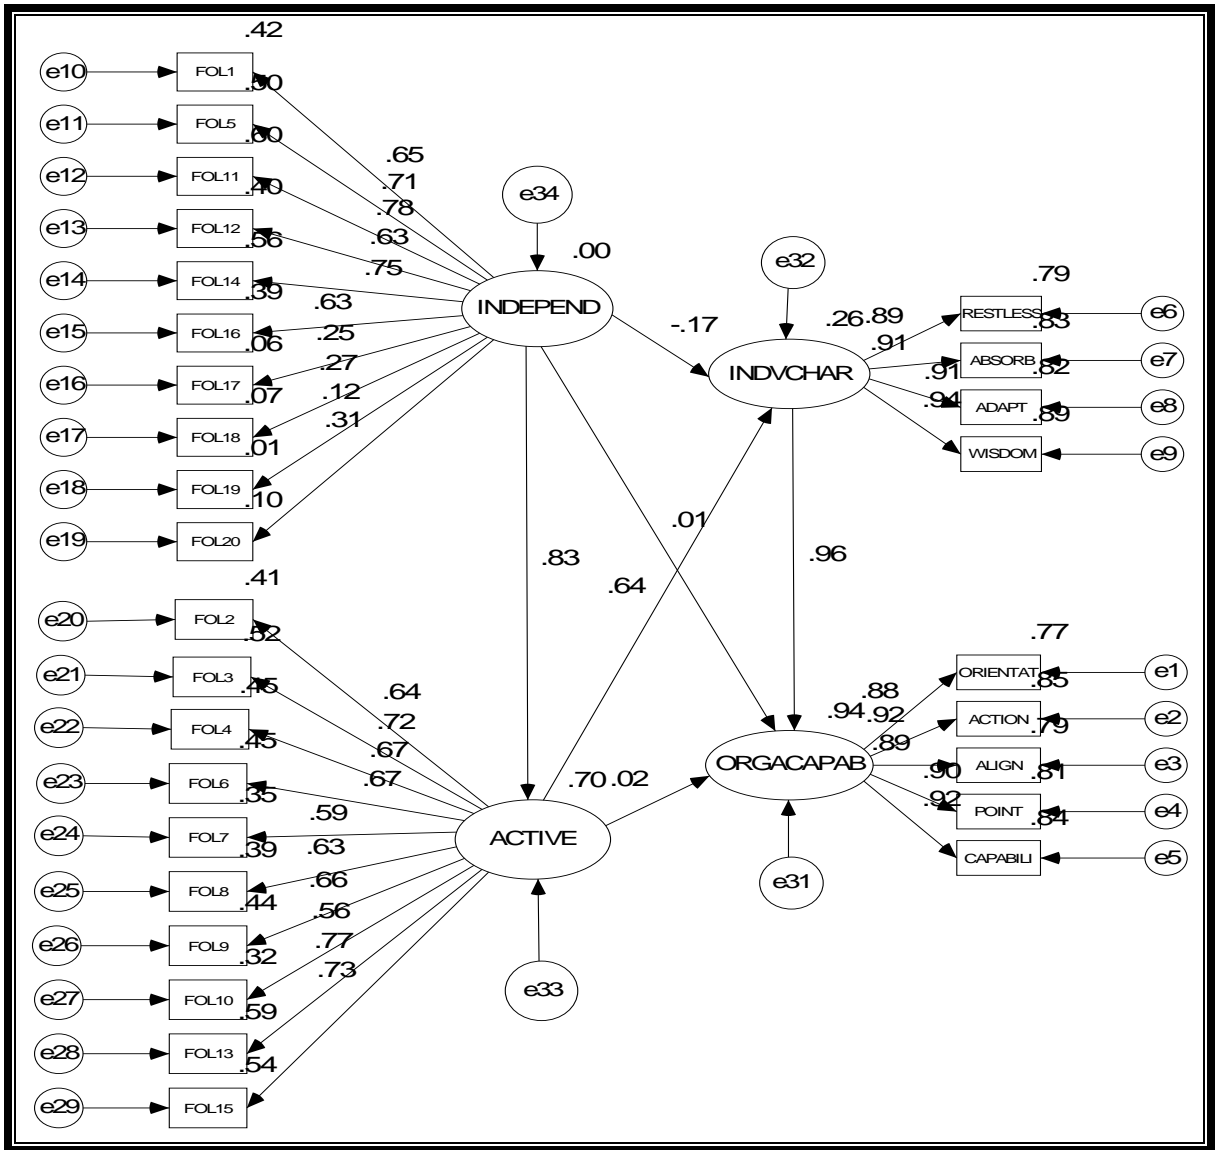 .42
e10 FOL1
.50
e11 FOL5
.60
e12 FOL11
.40
e13 FOL12
.56
e14 FOL14
.39
e15 FOL16
.06
e16 FOL17
.07
e17 FOL18
.01
e18 FOL19
.10
e19 FOL20
.65
.71
.78
.63
.75
.63
.25
.27
.12
.31
e34
.00
INDEPEND
-.17
e32
.26
INDVCHAR
.89
.91
.91
.94
.79
RESTLESS e6
.83
ABSORB e7
.82
ADAPT e8
.89
WISDOM e9
.83
.64
.01
.96
.41
e20 FOL2
.52
e21 FOL3
.45
e22 FOL4
.45
e23 FOL6
.35
e24 FOL7
.39
e25 FOL8
.44
e26 FOL9
.32
e27 FOL10
.59
e28 FOL13
.54
e29 FOL15
.64
.72
.67
.67
.59
.63
.66
.56
.77
.73
.70 .02
ACTIVE
e33
.94
ORGACAPAB
e31
.88
.92
.89
.90
.92
.77
ORIENTAT e1
.85
ACTION e2
.79
ALIGN e3
.81
POINT e4
.84
CAPABILI e5